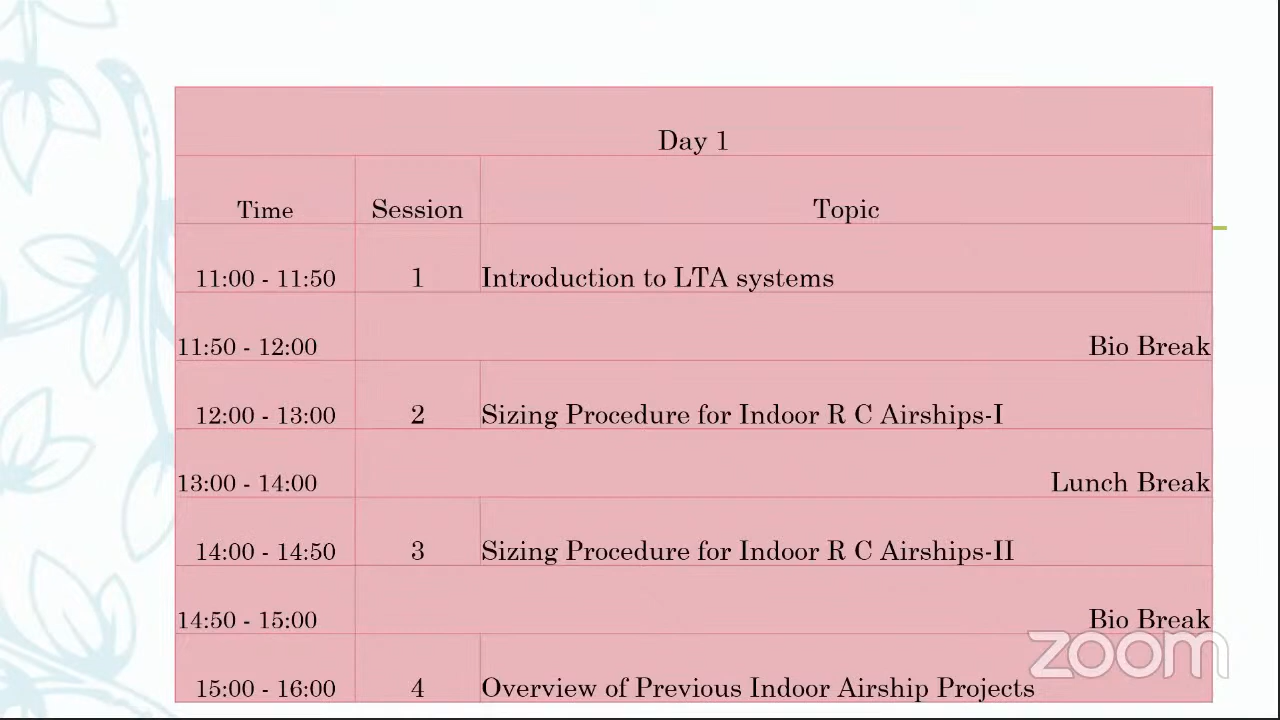 Day 1
Time Session Topic
11:00 - 11:50 1 Introduction to LTA systems
11:50 - 12:00 Bio Break
12:00 - 13:00 2 Sizing Procedure for Indoor R C Airships-I
13:00 - 14:00 Lunch Break
14:00 - 14:50 3 Sizing Procedure for Indoor R C Airships-II
14:50 - 15:00 Bio Break
15:00 - 16:00 4 Overview of Previous Indoor Airship Projects
zoom